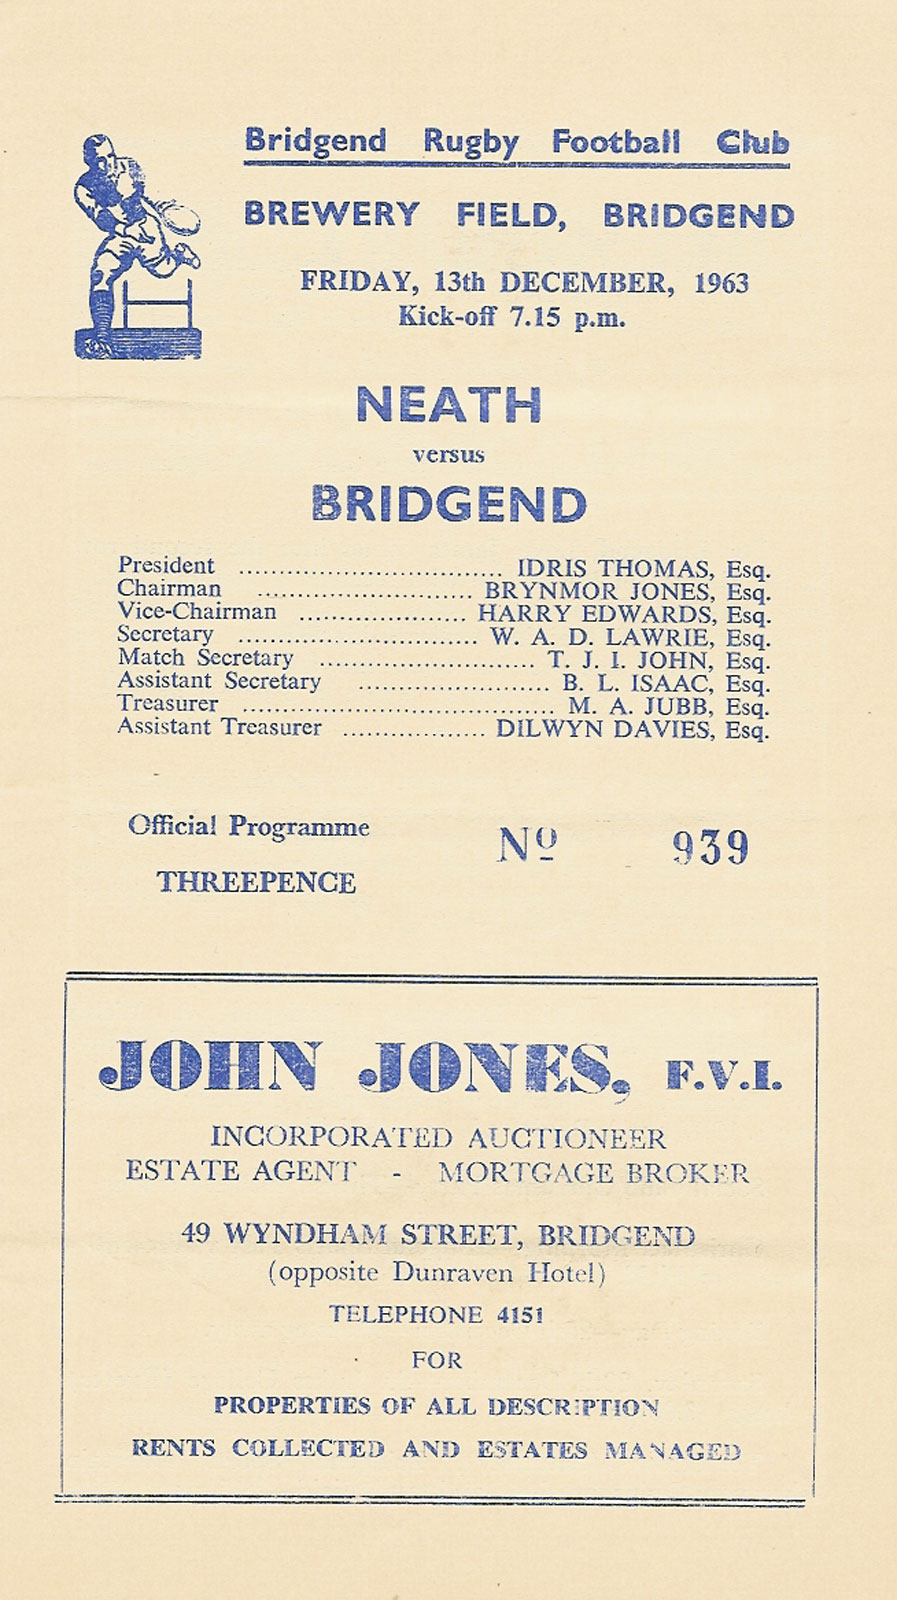 Bridgend Rugby Football Club
BREWERY FIELD, BRIDGEND
FRIDAY, 13th DECEMBER, 1963
Kick-off 7.15 p.m.
NEATH
versus
BRIDGEND
President .................................. IDRIS THOMAS, Esq.
Chairman ........................... BRYNMOR JONES, Esq.
Vice-Chairman ..................... HARRY EDWARDS, Esq.
Secretary .............................. W. A. D. LAWRIE, Esq.
Match Secretary ........................... T. J. I. JOHN, Esq.
Assistant Secretary ........................ B. L. ISAAC, Esq.
Treasurer ....................................... M. A. JUBB, Esq.
Assistant Treasurer .................. DILWYN DAVIES, Esq.
Official Programme
THREEPENCE
Nº 939
JOHN JONES, F.V.I.
INCORPORATED AUCTIONEER
ESTATE AGENT - MORTGAGE BROKER
49 WYNDHAM STREET, BRIDGEND
(opposite Dunraven Hotel)
TELEPHONE 4151
FOR
PROPERTIES OF ALL DESCRIPTION
RENTS COLLECTED AND ESTATES MANAGED